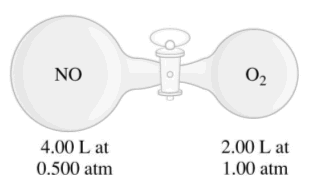 NO
O₂
4.00 L at
0.500 atm
2.00 L at
1.00 atm